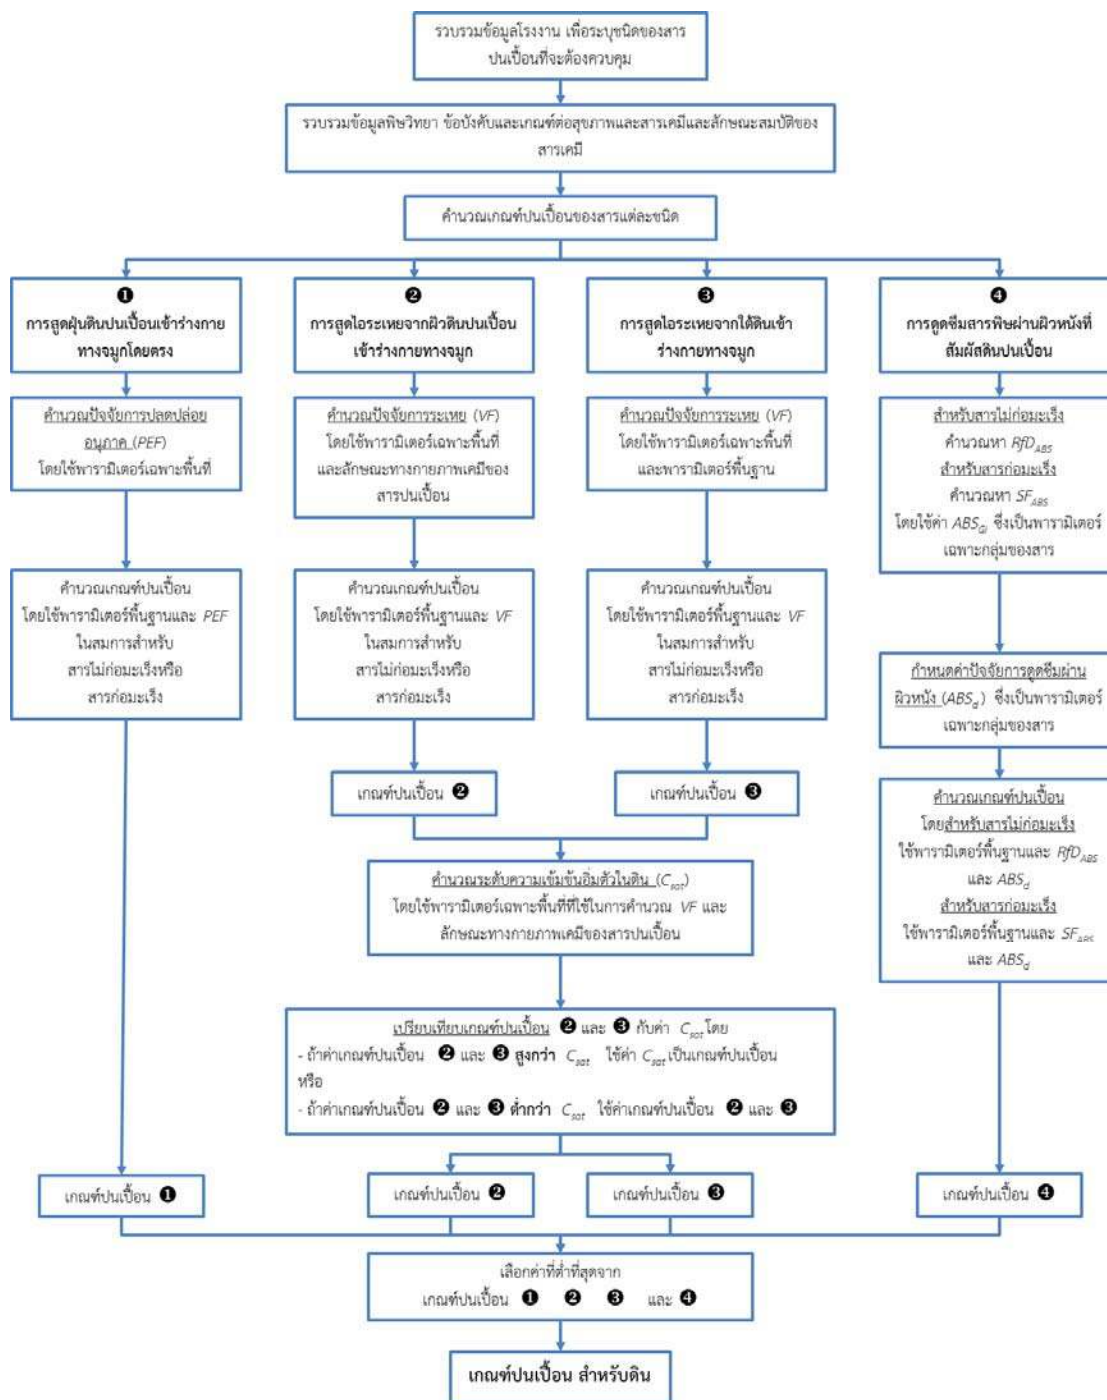 รวบรวมข้อมูลโรงงาน เพื่อระบุชนิดของสาร
ปนเปื้อนที่จะต้องควบคุม
รวบรวมข้อมูลพิษวิทยา ข้อบังคับและเกณฑ์ต่อสุขภาพและสารเคมีและลักษณะสมบัติของ
สารเคมี
คำนวณเกณฑ์ปนเปื้อนของสารแต่ละชนิด
❶
การสูดฝุ่นดินปนเปื้อนเข้าร่างกาย
ทางจมูกโดยตรง
❷
การสูดไอระเหยจากผิวดินปนเปื้อน
เข้าร่างกายทางจมูก
❸
การสูดไอระเหยจากใต้ดินเข้า
ร่างกายทางจมูก
❹
การดูดซึมสารพิษผ่านผิวหนังที่
สัมผัสดินปนเปื้อน
คำนวณปัจจัยการปลดปล่อย
อนุภาค (PEF)
โดยใช้พารามิเตอร์เฉพาะพื้นที่
คำนวณปัจจัยการระเหย (VF)
โดยใช้พารามิเตอร์เฉพาะพื้นที่
และลักษณะทางกายภาพเคมีของ
สารปนเปื้อน
คำนวณปัจจัยการระเหย (VF)
โดยใช้พารามิเตอร์เฉพาะพื้นที่
และพารามิเตอร์พื้นฐาน
สำหรับสารไม่ก่อมะเร็ง
คำนวณหา RfD_ABS
สำหรับสารก่อมะเร็ง
คำนวณหา SF_ABS
โดยใช้ค่า ABS_GI ซึ่งเป็นพารามิเตอร์
เฉพาะกลุ่มของสาร
คำนวณเกณฑ์ปนเปื้อน
โดยใช้พารามิเตอร์พื้นฐานและ PEF
ในสมการสำหรับ
สารไม่ก่อมะเร็งหรือ
สารก่อมะเร็ง
คำนวณเกณฑ์ปนเปื้อน
โดยใช้พารามิเตอร์พื้นฐานและ VF
ในสมการสำหรับ
สารไม่ก่อมะเร็งหรือ
สารก่อมะเร็ง
คำนวณเกณฑ์ปนเปื้อน
โดยใช้พารามิเตอร์พื้นฐานและ VF
ในสมการสำหรับ
สารไม่ก่อมะเร็งหรือ
สารก่อมะเร็ง
กำหนดค่าปัจจัยการดูดซึมผ่าน
ผิวหนัง (ABS_d) ซึ่งเป็นพารามิเตอร์
เฉพาะกลุ่มของสาร
เกณฑ์ปนเปื้อน ❷
เกณฑ์ปนเปื้อน ❸
คำนวณเกณฑ์ปนเปื้อน
โดยสำหรับสารไม่ก่อมะเร็ง
ใช้พารามิเตอร์พื้นฐานและ RfD_ABS
และ ABS_d
สำหรับสารก่อมะเร็ง
ใช้พารามิเตอร์พื้นฐานและ SF_ABS
และ ABS_d
คำนวณระดับความเข้มข้นอิ่มตัวในดิน (C_sat)
โดยใช้พารามิเตอร์เฉพาะพื้นที่ที่ใช้ในการคำนวณ VF และ
ลักษณะทางกายภาพเคมีของสารปนเปื้อน
เปรียบเทียบเกณฑ์ปนเปื้อน ❷ และ ❸ กับค่า C_sat โดย
- ถ้าค่าเกณฑ์ปนเปื้อน ❷ และ ❸ สูงกว่า C_sat ใช้ค่า C_sat เป็นเกณฑ์ปนเปื้อน
หรือ
- ถ้าค่าเกณฑ์ปนเปื้อน ❷ และ ❸ ต่ำกว่า C_sat ใช้ค่าเกณฑ์ปนเปื้อน ❷ และ ❸
เกณฑ์ปนเปื้อน ❶
เกณฑ์ปนเปื้อน ❷
เกณฑ์ปนเปื้อน ❸
เกณฑ์ปนเปื้อน ❹
เลือกค่าที่ต่ำที่สุดจาก
เกณฑ์ปนเปื้อน ❶ ❷ ❸ และ ❹
เกณฑ์ปนเปื้อน สำหรับดิน